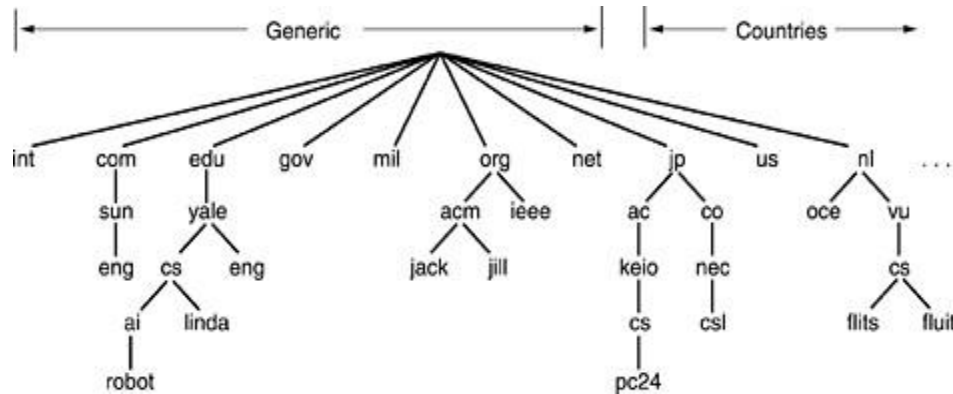 Generic Countries
int com edu gov mil org net jp us nl . . .
sun yale acm ieee ac co oce vu
eng cs eng jack jill keio nec cs
ai linda cs csl flits fluit
robot pc24